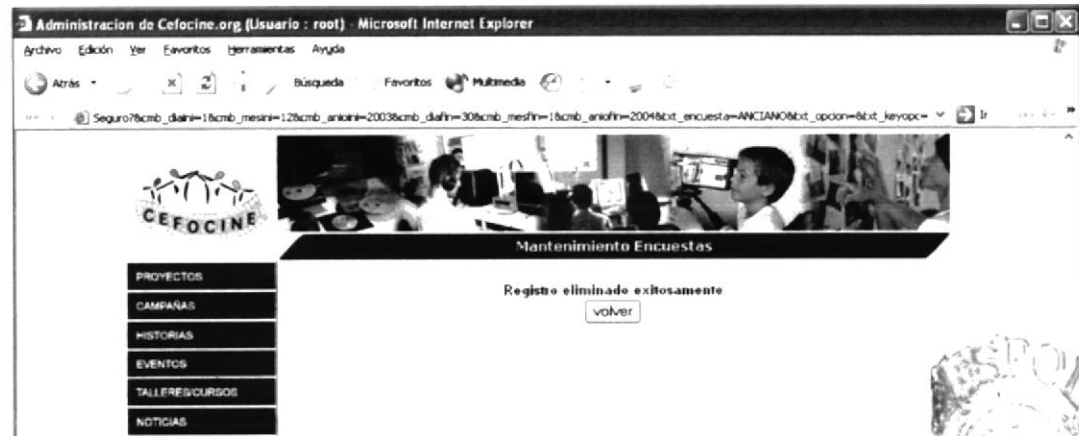 Administracion de Cefocine.org (Usuario : root) - Microsoft Internet Explorer
Archivo Edición Ver Favoritos Herramientas Ayuda
Atrás Búsqueda Favoritos Multimedia
Seguro?&cmb_diaini=1&cmb_mesini=12&cmb_anioini=2003&cmb_diafin=30&cmb_mesfin=1&cmb_aniofin=2004&txt_encuesta=ANCIANO&txt_opcion=&txt_keyopc= Ir
CEFOCINE
Mantenimiento Encuestas
PROYECTOS
CAMPAÑAS
HISTORIAS
EVENTOS
TALLERES/CURSOS
NOTICIAS
Registro eliminado exitosamente
volver